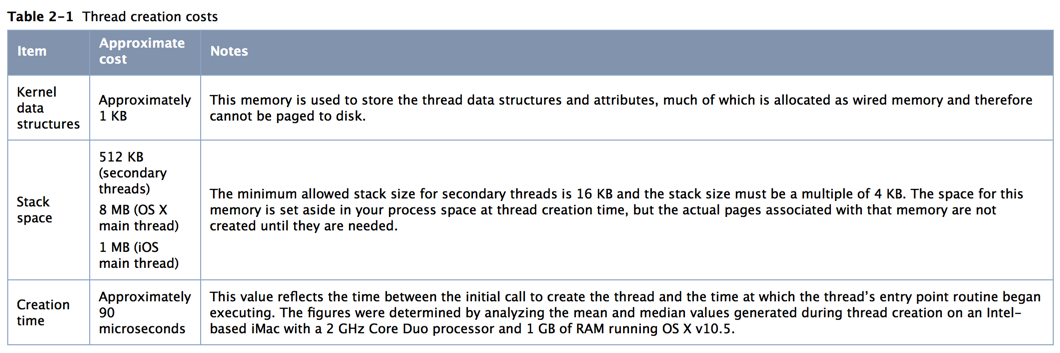 Table 2-1 Thread creation costs
Item
Approximate
cost
Notes
Kernel
data
structures
Approximately
1 KB
This memory is used to store the thread data structures and attributes, much of which is allocated as wired memory and therefore
cannot be paged to disk.
Stack
space
512 KB
(secondary
threads)
8 MB (OS X
main thread)
1 MB (iOS
main thread)
The minimum allowed stack size for secondary threads is 16 KB and the stack size must be a multiple of 4 KB. The space for this
memory is set aside in your process space at thread creation time, but the actual pages associated with that memory are not
created until they are needed.
Creation
time
Approximately
90
microseconds
This value reflects the time between the initial call to create the thread and the time at which the thread’s entry point routine began
executing. The figures were determined by analyzing the mean and median values generated during thread creation on an Intel-
based iMac with a 2 GHz Core Duo processor and 1 GB of RAM running OS X v10.5.